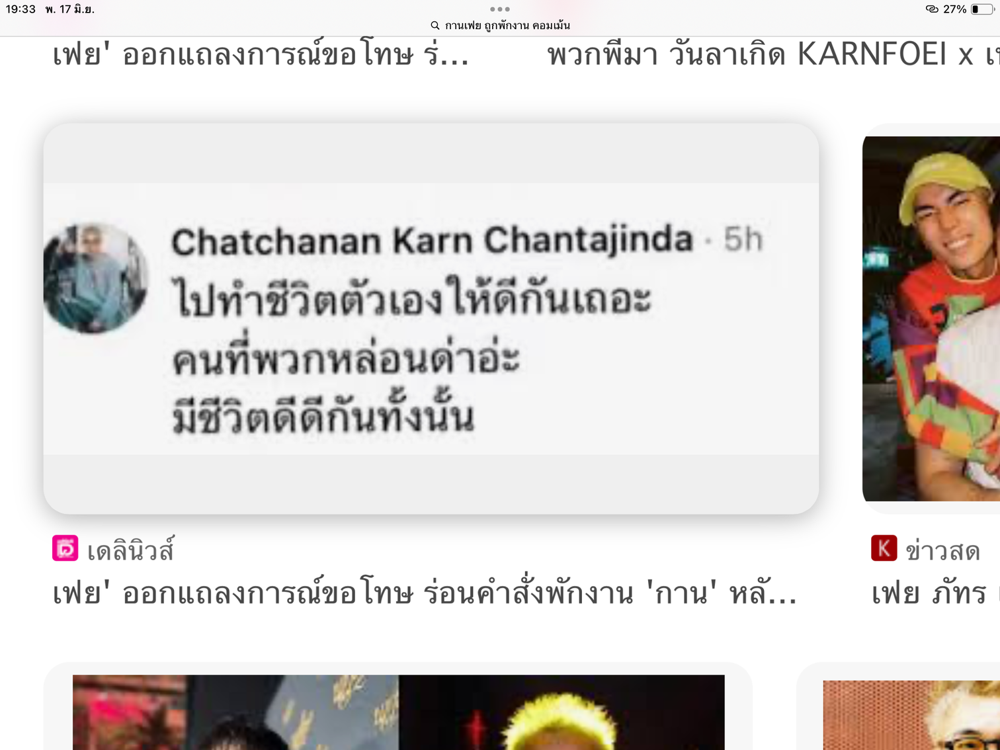 19:33 พ. 17 มิ.ย.
27%
กานเฟย ถูกพักงาน คอมเม้น
เฟย' ออกแถลงการณ์ขอโทษ ร่...
พวกพี่มา วันลาเกิด KARNFOEI x เ
Chatchanan Karn Chantajinda · 5h
ไปทำชีวิตตัวเองให้ดีกันเถอะ
คนที่พวกหล่อนด่าอ่ะ
มีชีวิตดีดีกันทั้งนั้น
เดลินิวส์
เฟย' ออกแถลงการณ์ขอโทษ ร่อนคำสั่งพักงาน 'กาน' หลั...
K ข่าวสด
เฟย ภัทร